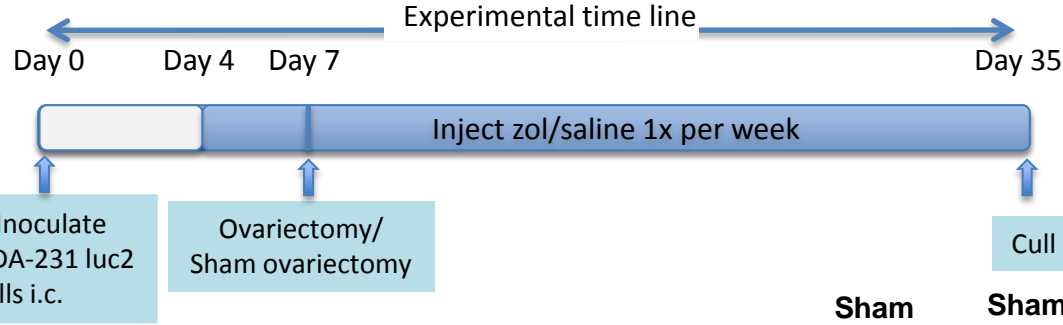 Experimental time line
Day 0 Day 4 Day 7 Day 35
Inject zol/saline 1x per week
Inoculate
DA-231 luc2
lls i.c.
Ovariectomy/
Sham ovariectomy
Cull
Sham Sham